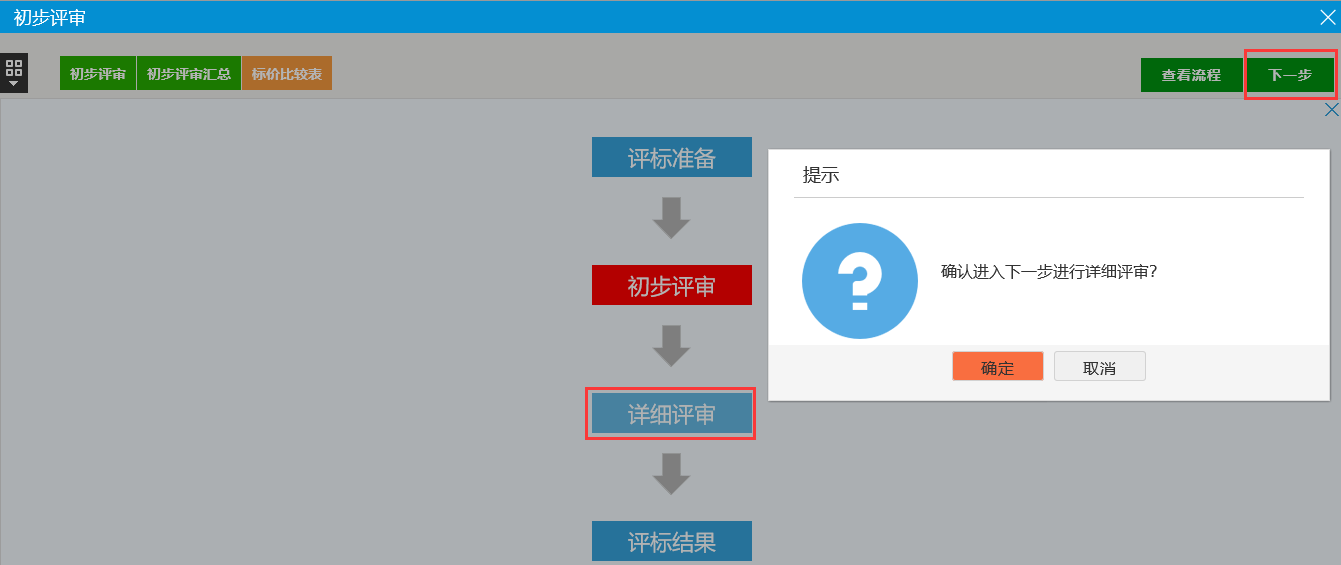 初步评审
初步评审 初步评审汇总 标价比较表 查看流程 下一步
评标准备
提示
确认进入下一步进行详细评审?
初步评审
确定 取消
详细评审
评标结果